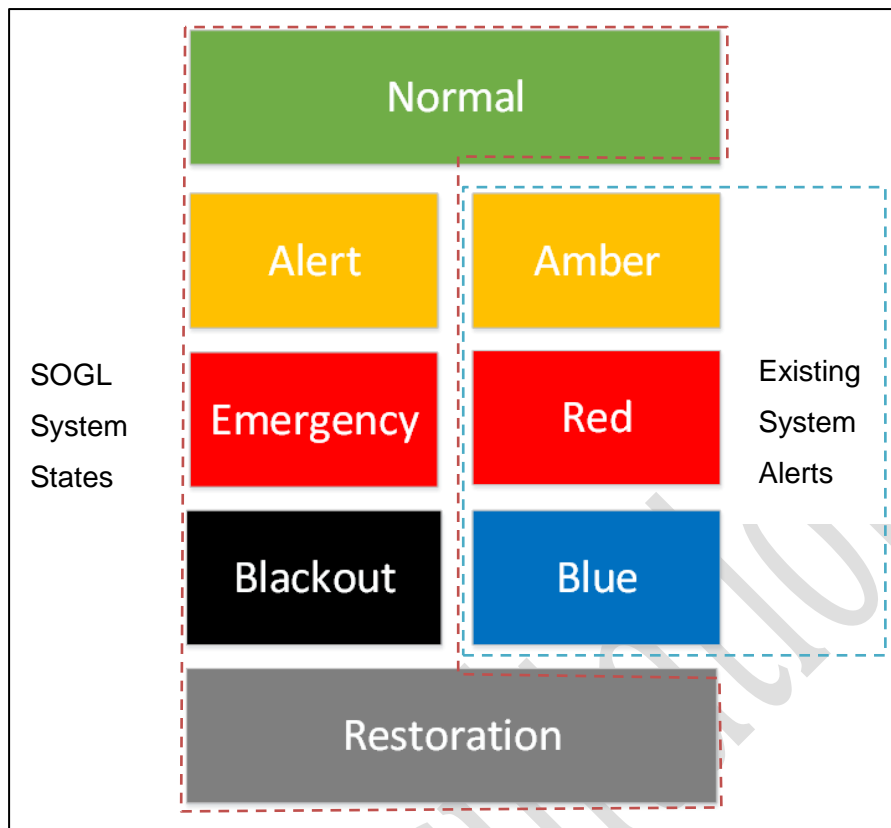 Normal
Alert
Amber
SOGL
System
States
Emergency
Red
Existing
System
Alerts
Blackout
Blue
Restoration